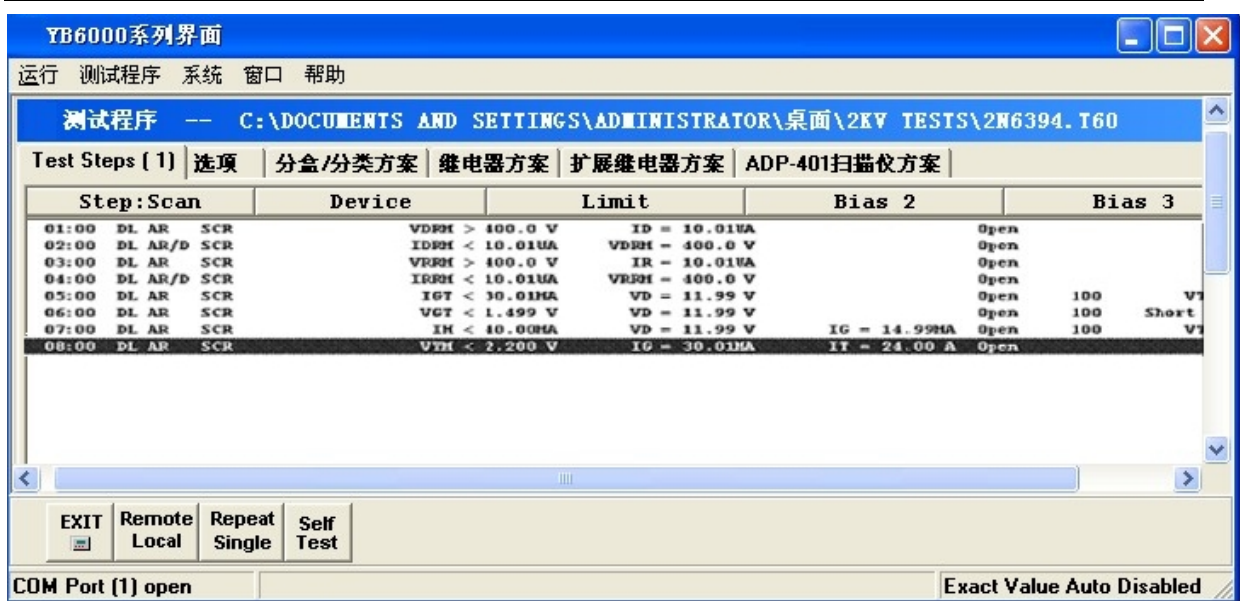 YB6000系列界面
运行 测试程序 系统 窗口 帮助
测试程序 -- C:\DOCUMENTS AND SETTINGS\ADMINISTRATOR\桌面\2KV TESTS\2N6394.T60
Test Steps ( 1) 选项 分盒/分类方案 继电器方案 扩展继电器方案 ADP-401扫描仪方案
Step:Scan Device Limit Bias 2 Bias 3
01:00 DL AR SCR VDRM > 400.0 V ID = 10.01UA Open
02:00 DL AR/D SCR IDRM < 10.01UA VDRM = 400.0 V Open
03:00 DL AR SCR VRRM > 400.0 V IR = 10.01UA Open
04:00 DL AR/D SCR IRRM < 10.01UA VRRM = 400.0 V Open
05:00 DL AR SCR IGT < 30.01MA VD = 11.99 V Open 100
06:00 DL AR SCR VGT < 1.499 V VD = 11.99 V Open 100 Short
07:00 DL AR SCR IH < 40.00MA VD = 11.99 V IG = 14.99MA Open 100
08:00 DL AR SCR VTM < 2.200 V IG = 30.01MA IT = 24.00 A Open
EXIT Remote Local Repeat Single Self Test
COM Port (1) open Exact Value Auto Disabled